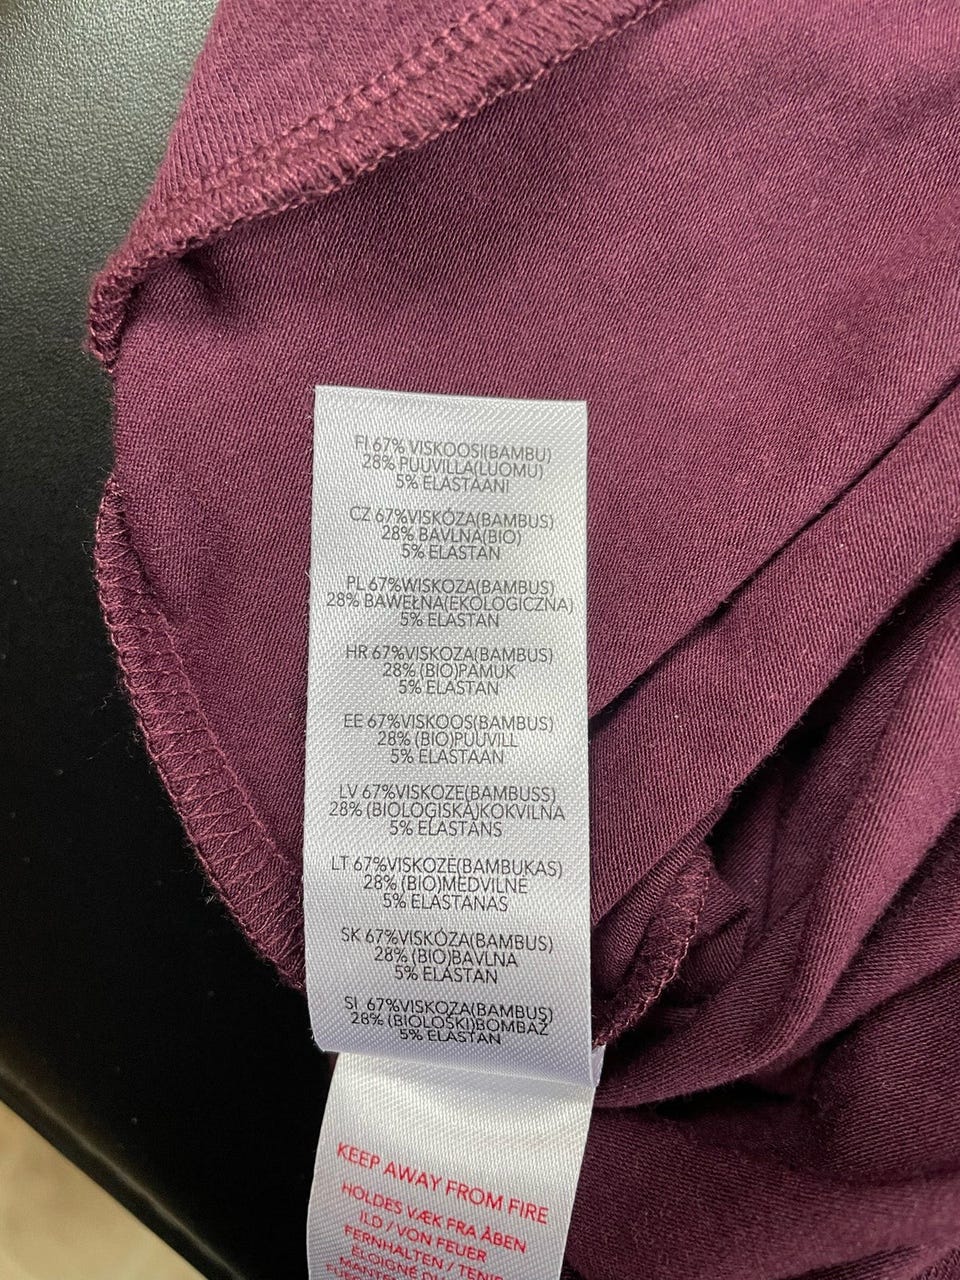 FI 67% VISKOOSI(BAMBU)
28% PUUVILLA(LUOMU)
5% ELASTAANI
CZ 67%VISKÓZA(BAMBUS)
28% BAVLNA(BIO)
5% ELASTAN
PL 67%WISKOZA(BAMBUS)
28% BAWEŁNA(EKOLOGICZNA)
5% ELASTAN
HR 67%VISKOZA(BAMBUS)
28% (BIO)PAMUK
5% ELASTAN
EE 67%VISKOOS(BAMBUS)
28% (BIO)PUUVILL
5% ELASTAAN
LV 67%VISKOZE(BAMBUSS)
28% (BIOLOĢISKA)KOKVILNA
5% ELASTĀNS
LT 67%VISKOZĖ(BAMBUKAS)
28% (BIO)MEDVILNĖ
5% ELASTANAS
SK 67%VISKÓZA(BAMBUS)
28% (BIO)BAVLNA
5% ELASTAN
SI 67%VISKOZA(BAMBUS)
28% (BIOLOŠKI)BOMBAŽ
5% ELASTAN
KEEP AWAY FROM FIRE
HOLDES VÆK FRA ÅBEN
ILD / VON FEUER
FERNHALTEN / TENIR
ÉLOIGNÉ DU